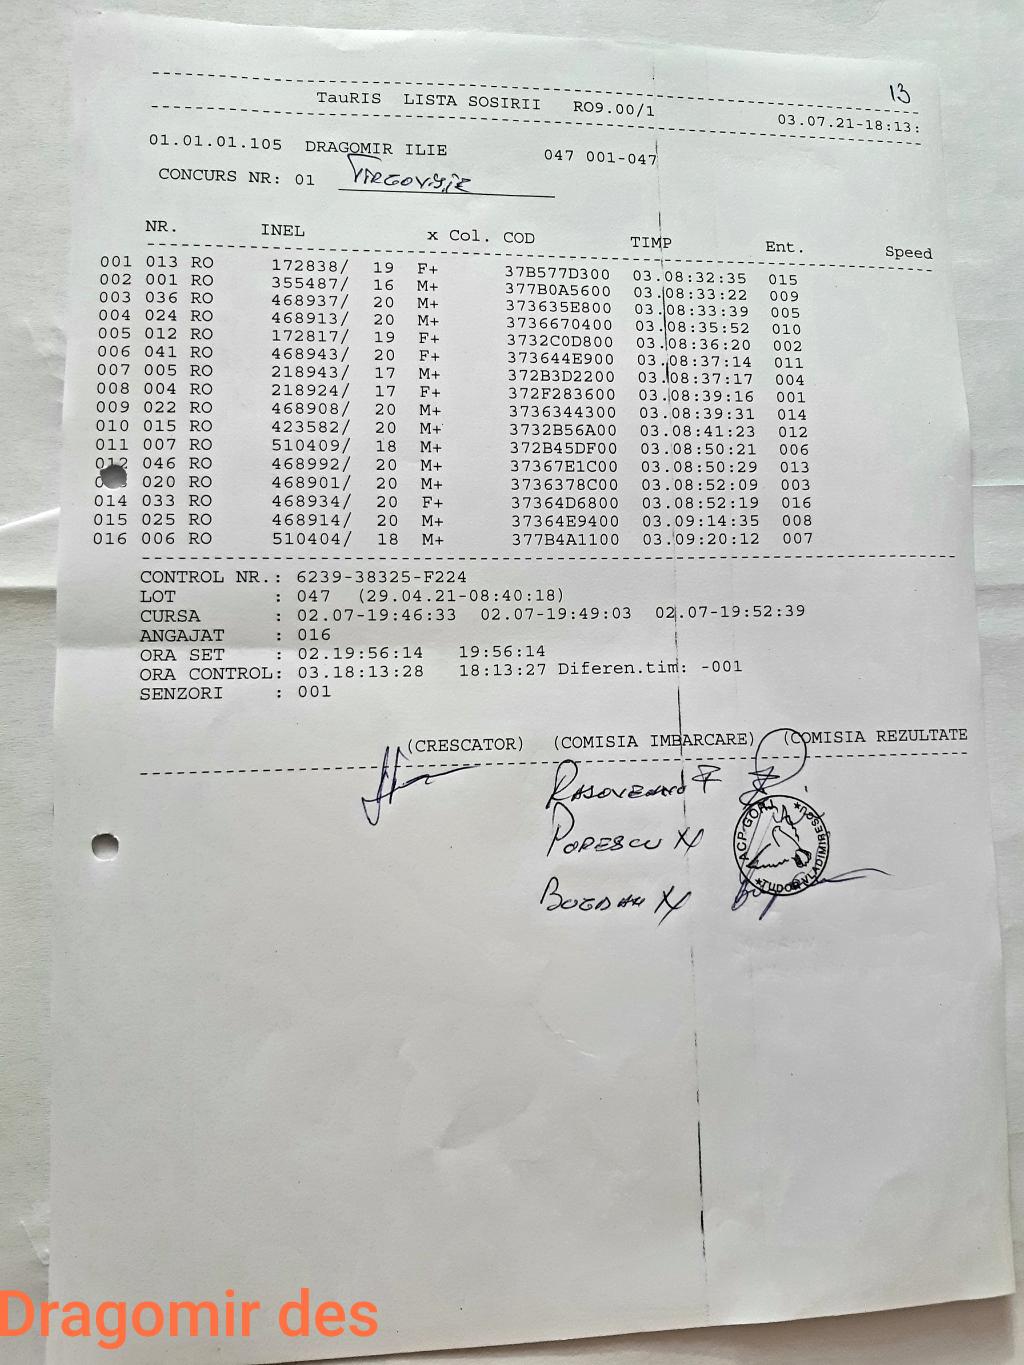 13
TauRIS LISTA SOSIRII RO9.00/1 03.07.21-18:13:
01.01.01.105 DRAGOMIR ILIE 047 001-047
CONCURS NR: 01
NR. INEL x Col. COD TIMP Ent. Speed
001 013 RO 172838/ 19 F+ 37B577D300 03.08:32:35 015
002 001 RO 355487/ 16 M+ 377B0A5600 03.08:33:22 009
003 036 RO 468937/ 20 M+ 373635E800 03.08:33:39 005
004 024 RO 468913/ 20 M+ 3736670400 03.08:35:52 010
005 012 RO 172817/ 19 F+ 3732C0D800 03.08:36:20 002
006 041 RO 468943/ 20 F+ 373644E900 03.08:37:14 011
007 005 RO 218943/ 17 M+ 372B3D2200 03.08:37:17 004
008 004 RO 218924/ 17 F+ 372F283600 03.08:39:16 001
009 022 RO 468908/ 20 M+ 3736344300 03.08:39:31 014
010 015 RO 423582/ 20 M+ 3732B56A00 03.08:41:23 012
011 007 RO 510409/ 18 M+ 372B45DF00 03.08:50:21 006
012 046 RO 468992/ 20 M+ 37367E1C00 03.08:50:29 013
020 RO 468901/ 20 M+ 3736378C00 03.08:52:09 003
014 033 RO 468934/ 20 F+ 37364D6800 03.08:52:19 016
015 025 RO 468914/ 20 M+ 37364E9400 03.09:14:35 008
016 006 RO 510404/ 18 M+ 377B4A1100 03.09:20:12 007
CONTROL NR.: 6239-38325-F224
LOT : 047 (29.04.21-08:40:18)
CURSA : 02.07-19:46:33 02.07-19:49:03 02.07-19:52:39
ANGAJAT : 016
ORA SET : 02.19:56:14 19:56:14
ORA CONTROL: 03.18:13:28 18:13:27 Diferen.tim: -001
SENZORI : 001
(CRESCATOR) (COMISIA IMBARCARE) (COMISIA REZULTATE
POPESCU
BOGDAN
ACP-GORJ
TUDOR VLADIMIRESCU
Dragomir des